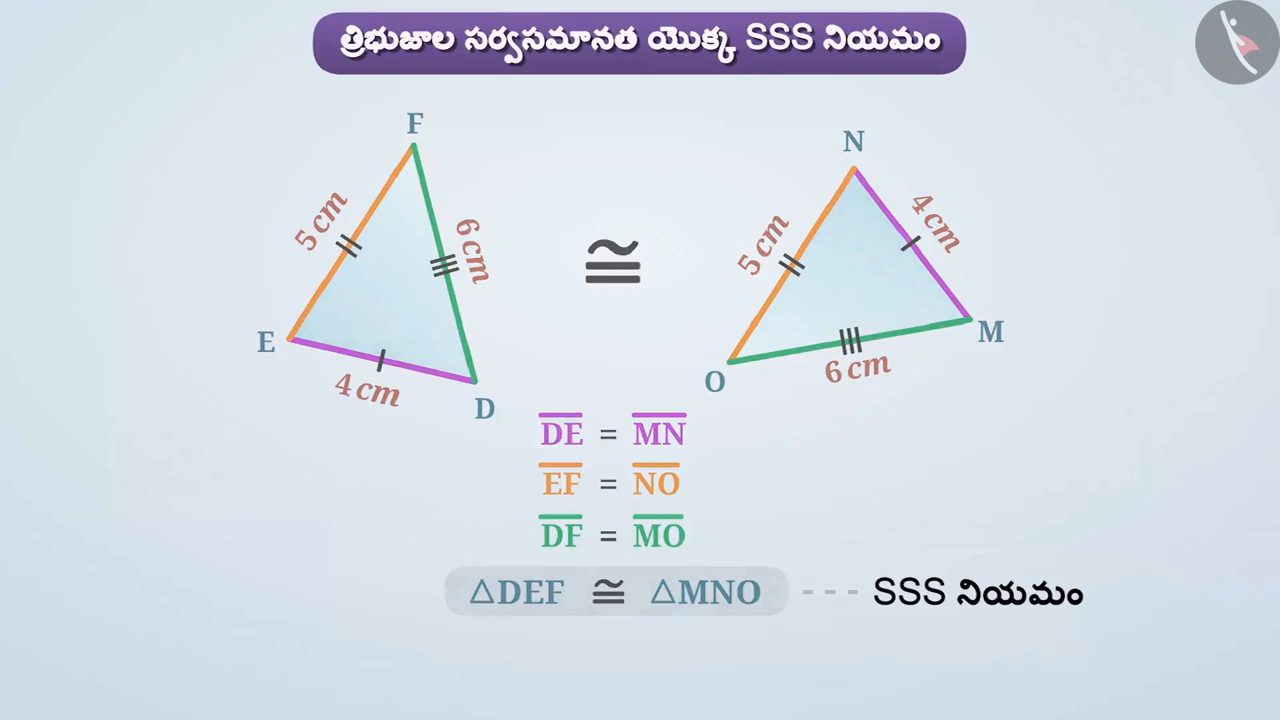 త్రిభుజాల సర్వసమానత యొక్క SSS నియమం
F
N
5 cm
6 cm
5 cm
4 cm
E
M
4 cm
D
O
6 cm
DE = MN
EF = NO
DF = MO
△DEF ≅ △MNO --- SSS నియమం